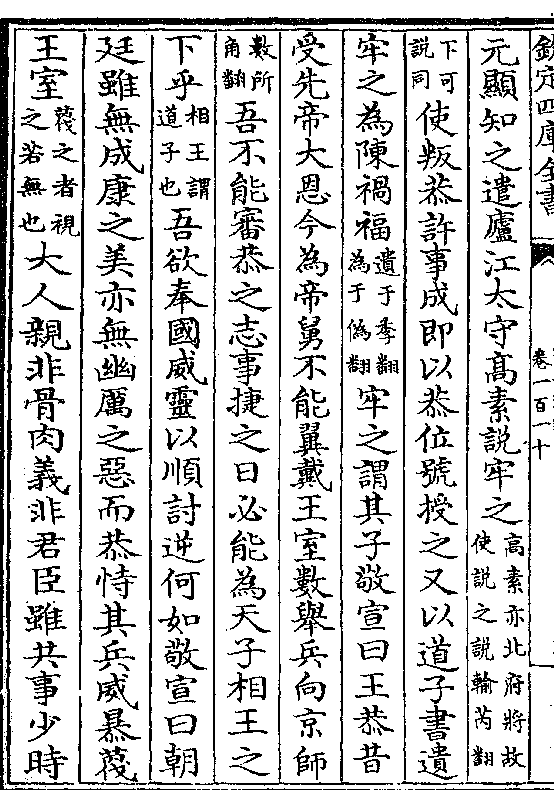 欽定四庫全書
卷一百一十
元顯知之遣廬江太守高素說牢之高素亦北府將故使說之說輸芮翻
下可說同使叛恭許事成即以恭位號授之又以道子書遺
牢之為陳禍福遺于季翻為于偽翻牢之謂其子敬宣曰王恭昔
受先帝大恩今為帝舅不能翼戴王室數舉兵向京師
數所角翻吾不能審恭之志事捷之日必能為天子相王之
下乎相王謂道子也吾欲奉國威靈以順討逆何如敬宣曰朝
廷雖無成康之美亦無幽厲之惡而恭恃其兵威暴蔑
王室蔑之者視之若無也大人親非骨肉義非君臣雖共事少時